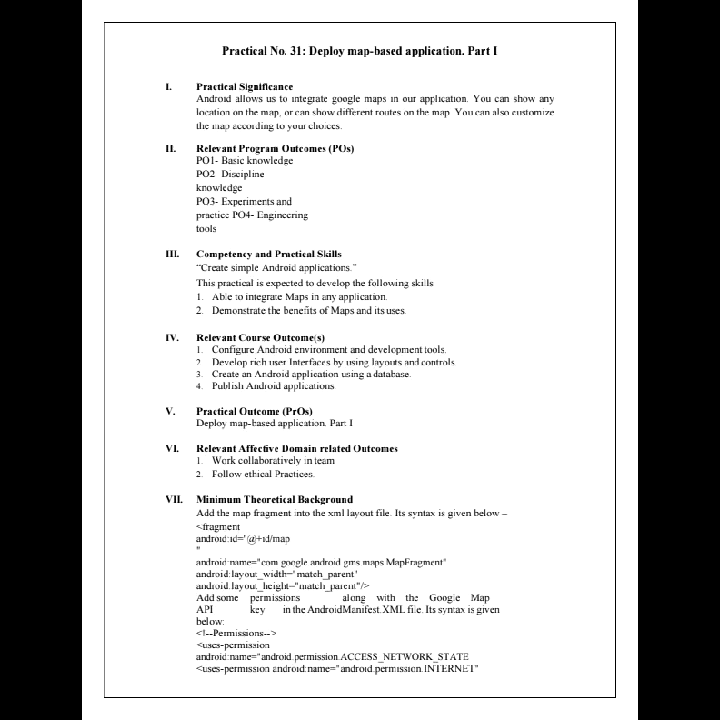 Practical No. 31: Deploy map-based application. Part I
I. Practical Significance
Android allows us to integrate google maps in our application. You can show any
location on the map, or can show different routes on the map. You can also customize
the map according to your choices.
II. Relevant Program Outcomes (POs)
PO1- Basic knowledge
PO2- Discipline
knowledge
PO3- Experiments and
practice PO4- Engineering
tools
III. Competency and Practical Skills
"Create simple Android applications."
This practical is expected to develop the following skills
1. Able to integrate Maps in any application.
2. Demonstrate the benefits of Maps and its uses.
IV. Relevant Course Outcome(s)
1. Configure Android environment and development tools.
2. Develop rich user Interfaces by using layouts and controls
3. Create an Android application using a database.
4. Publish Android applications
V. Practical Outcome (PrOs)
Deploy map-based application. Part I
VI. Relevant Affective Domain related Outcomes
1. Work collaboratively in team
2. Follow ethical Practices.
VII. Minimum Theoretical Background
Add the map fragment into the xml layout file. Its syntax is given below –
<fragment
android:id="@+id/map
"
android:name="com.google.android.gms.maps.MapFragment"
android:layout_width="match_parent"
android:layout_height="match_parent"/>
Add some permissions along with the Google Map
API key in the AndroidManifest.XML file. Its syntax is given
below:
<!--Permissions-->
<uses-permission
android:name="android.permission.ACCESS_NETWORK_STATE
<uses-permission android:name="android.permission.INTERNET"